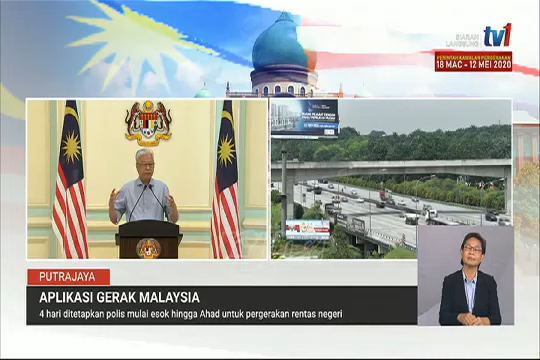 SIARAN
LANGSUNG
tv1
PERINTAH KAWALAN PERGERAKAN
18 MAC - 12 MEI 2020
PUTRAJAYA
APLIKASI GERAK MALAYSIA
4 hari ditetapkan polis mulai esok hingga Ahad untuk pergerakan rentas negeri